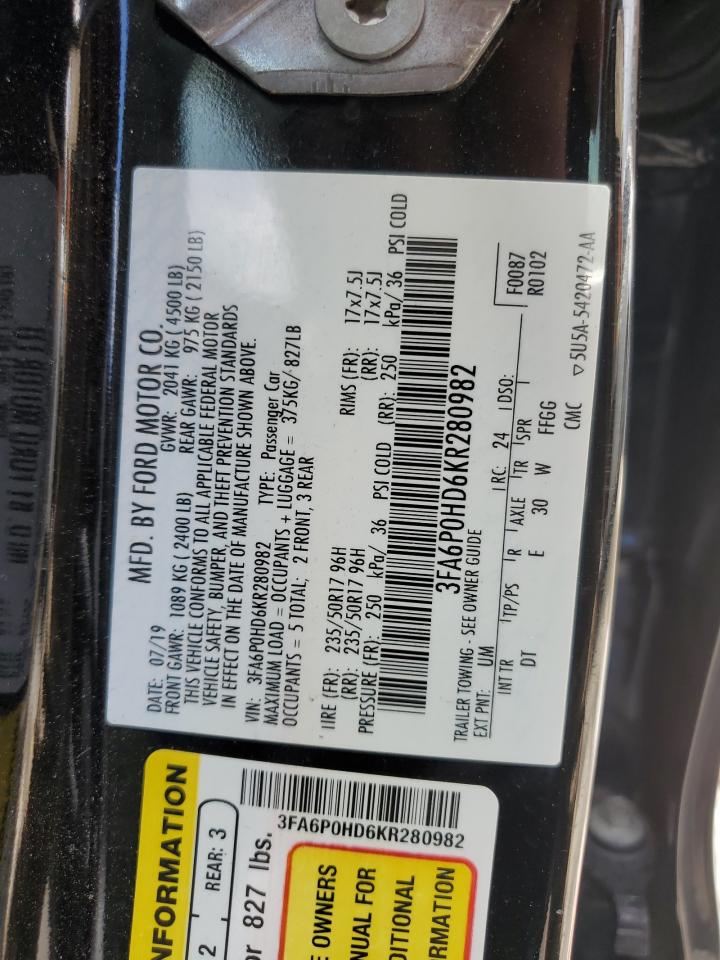 MFD. BY FORD MOTOR CO.
DATE: 07/19 GVWR: 2041 KG ( 4500 LB)
FRONT GAWR: 1089 KG ( 2400 LB) REAR GAWR: 975 KG ( 2150 LB)
THIS VEHICLE CONFORMS TO ALL APPLICABLE FEDERAL MOTOR
VEHICLE SAFETY, BUMPER, AND THEFT PREVENTION STANDARDS
IN EFFECT ON THE DATE OF MANUFACTURE SHOWN ABOVE.
VIN: 3FA6P0HD6KR280982 TYPE: Passenger Car
MAXIMUM LOAD = OCCUPANTS + LUGGAGE = 375KG/ 827LB
OCCUPANTS = 5 TOTAL; 2 FRONT, 3 REAR
TIRE (FR): 235/50R17 96H RIMS (FR): 17x7.5J
(RR): 235/50R17 96H (RR): 17x7.5J
PRESSURE (FR): 250 kPa/ 36 PSI COLD (RR): 250 kPa/ 36 PSI COLD
3FA6P0HD6KR280982
TRAILER TOWING - SEE OWNER GUIDE
EXT PNT: UM RC: 24 DSO: F0087
R0102
INT TR TP/PS R AXLE TR SPR
DT E 30 W FFGG
CMC ▽5U5A-5420472-AA
NFORMATION
2 REAR: 3
or 827 lbs.
3FA6P0HD6KR280982
E OWNERS
NUAL FOR
DITIONAL
RMATION